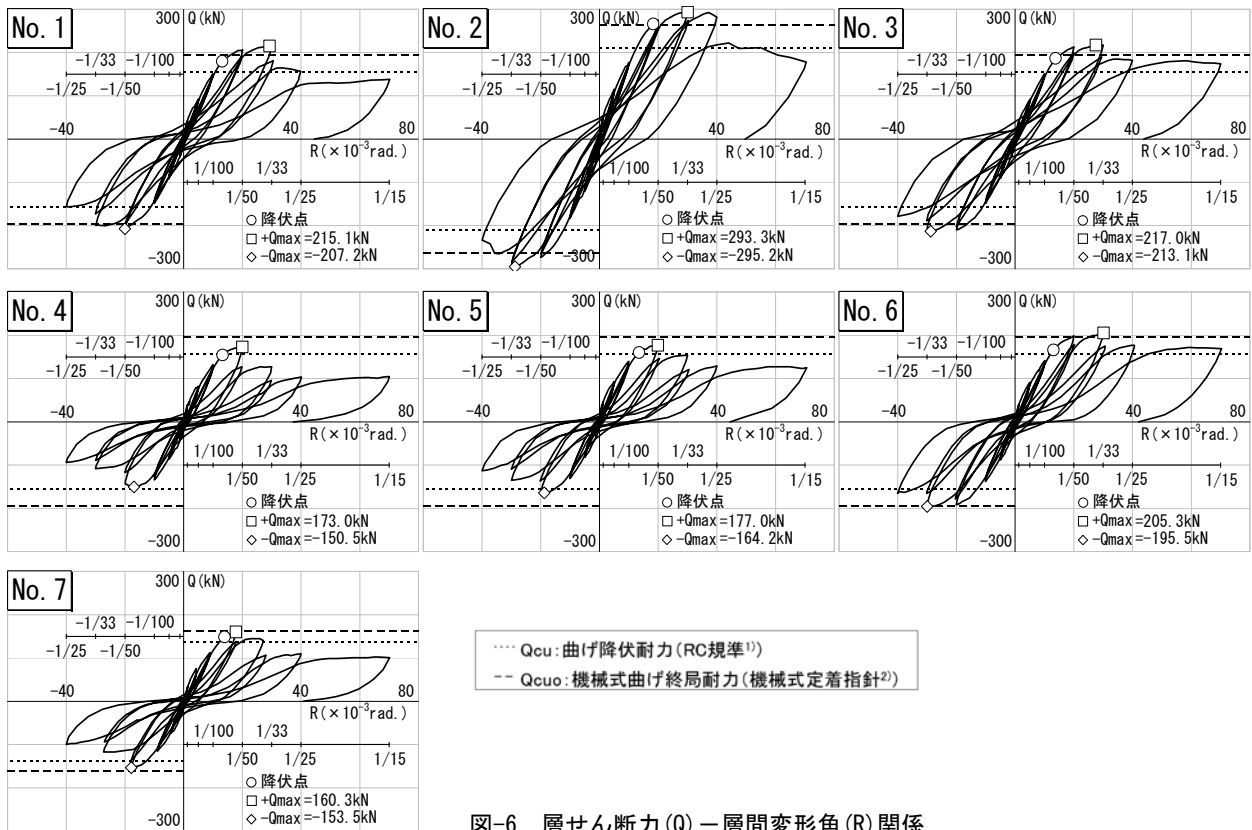 No. 1
300 Q(kN)
-1/33 -1/100
-1/25 -1/50
-40 40 80
R(×10⁻³rad.)
1/100 1/33
1/50 1/25 1/15
○降伏点
□+Qmax=215.1kN
◇-Qmax=-207.2kN
-300
No. 2
300 Q(kN)
-1/33 -1/100
-1/25 -1/50
-40 40 80
R(×10⁻³rad.)
1/100 1/33
1/50 1/25 1/15
○降伏点
□+Qmax=293.3kN
◇-Qmax=-295.2kN
-300
No. 3
300 Q(kN)
-1/33 -1/100
-1/25 -1/50
-40 40 80
R(×10⁻³rad.)
1/100 1/33
1/50 1/25 1/15
○降伏点
□+Qmax=217.0kN
◇-Qmax=-213.1kN
-300
No. 4
300 Q(kN)
-1/33 -1/100
-1/25 -1/50
-40 40 80
R(×10⁻³rad.)
1/100 1/33
1/50 1/25 1/15
○降伏点
□+Qmax=173.0kN
◇-Qmax=-150.5kN
-300
No. 5
300 Q(kN)
-1/33 -1/100
-1/25 -1/50
-40 40 80
R(×10⁻³rad.)
1/100 1/33
1/50 1/25 1/15
○降伏点
□+Qmax=177.0kN
◇-Qmax=-164.2kN
-300
No. 6
300 Q(kN)
-1/33 -1/100
-1/25 -1/50
-40 40 80
R(×10⁻³rad.)
1/100 1/33
1/50 1/25 1/15
○降伏点
□+Qmax=205.3kN
◇-Qmax=-195.5kN
-300
No. 7
300 Q(kN)
-1/33 -1/100
-1/25 -1/50
-40 40 80
R(×10⁻³rad.)
1/100 1/33
1/50 1/25 1/15
○降伏点
□+Qmax=160.3kN
◇-Qmax=-153.5kN
-300
···· Qcu:曲げ降伏耐力(RC規準¹⁾)
-- Qcuo:機械式曲げ終局耐力(機械式定着指針²⁾)
図-6 層せん断力(Q)－層間変形角(R)関係